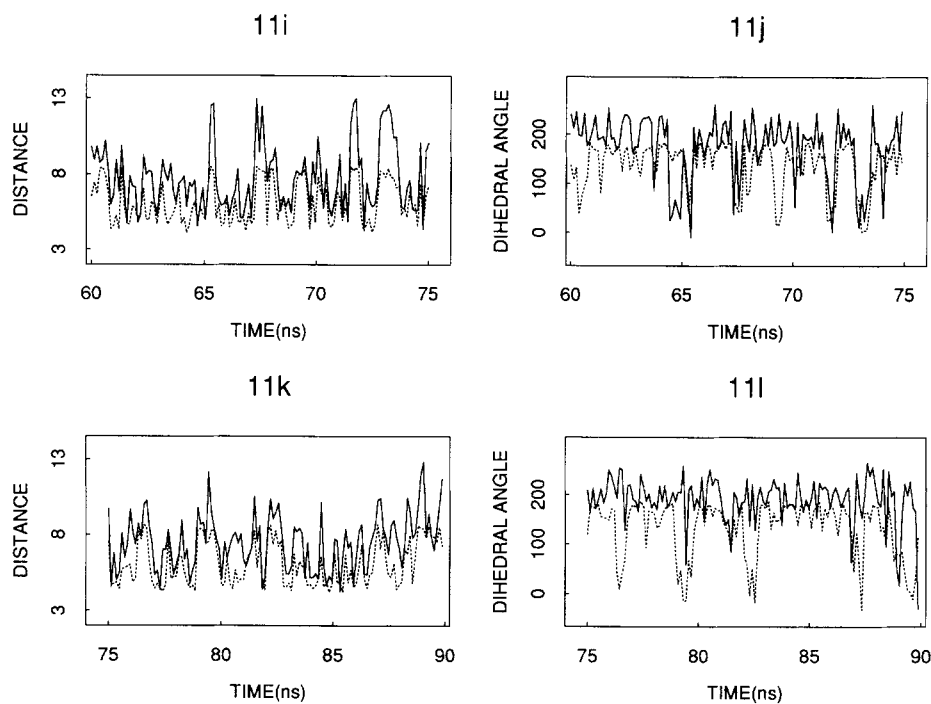 11i
13
8
3
DISTANCE
60 65 70 75
TIME(ns)
11j
200
100
0
DIHEDRAL ANGLE
60 65 70 75
TIME(ns)
11k
13
8
3
DISTANCE
75 80 85 90
TIME(ns)
11l
200
100
0
DIHEDRAL ANGLE
75 80 85 90
TIME(ns)